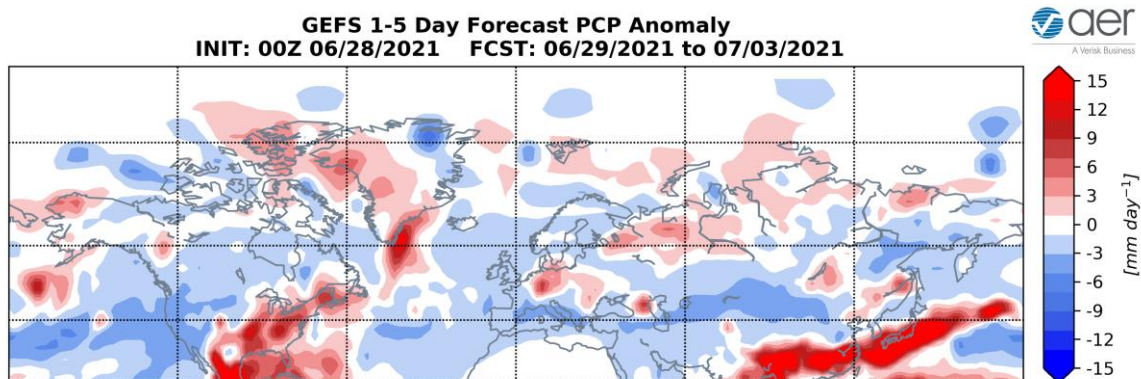 GEFS 1-5 Day Forecast PCP Anomaly
INIT: 00Z 06/28/2021 FCST: 06/29/2021 to 07/03/2021
aer
A Verisk Business
15
12
9
6
3
0
-3
-6
-9
-12
-15
[mm day⁻¹]